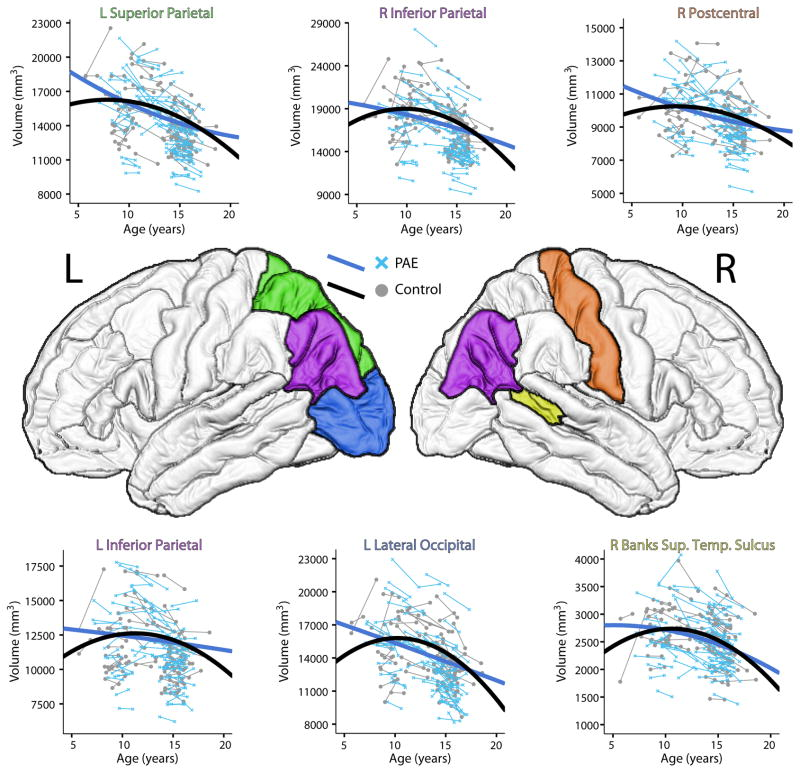 L Superior Parietal
R Inferior Parietal
R Postcentral
Volume (mm3)
23000
20000
17000
14000
11000
8000
5
10
15
20
Age (years)
Volume (mm3)
29000
24000
19000
14000
9000
5
10
15
20
Age (years)
Volume (mm3)
15000
13000
11000
9000
7000
5000
5
10
15
20
Age (years)
L
PAE
Control
R
L Inferior Parietal
L Lateral Occipital
R Banks Sup. Temp. Sulcus
Volume (mm3)
17500
15000
12500
10000
7500
5
10
15
20
Age (years)
Volume (mm3)
23000
20000
17000
14000
11000
8000
5
10
15
20
Age (years)
Volume (mm3)
4000
3500
3000
2500
2000
1500
1000
5
10
15
20
Age (years)